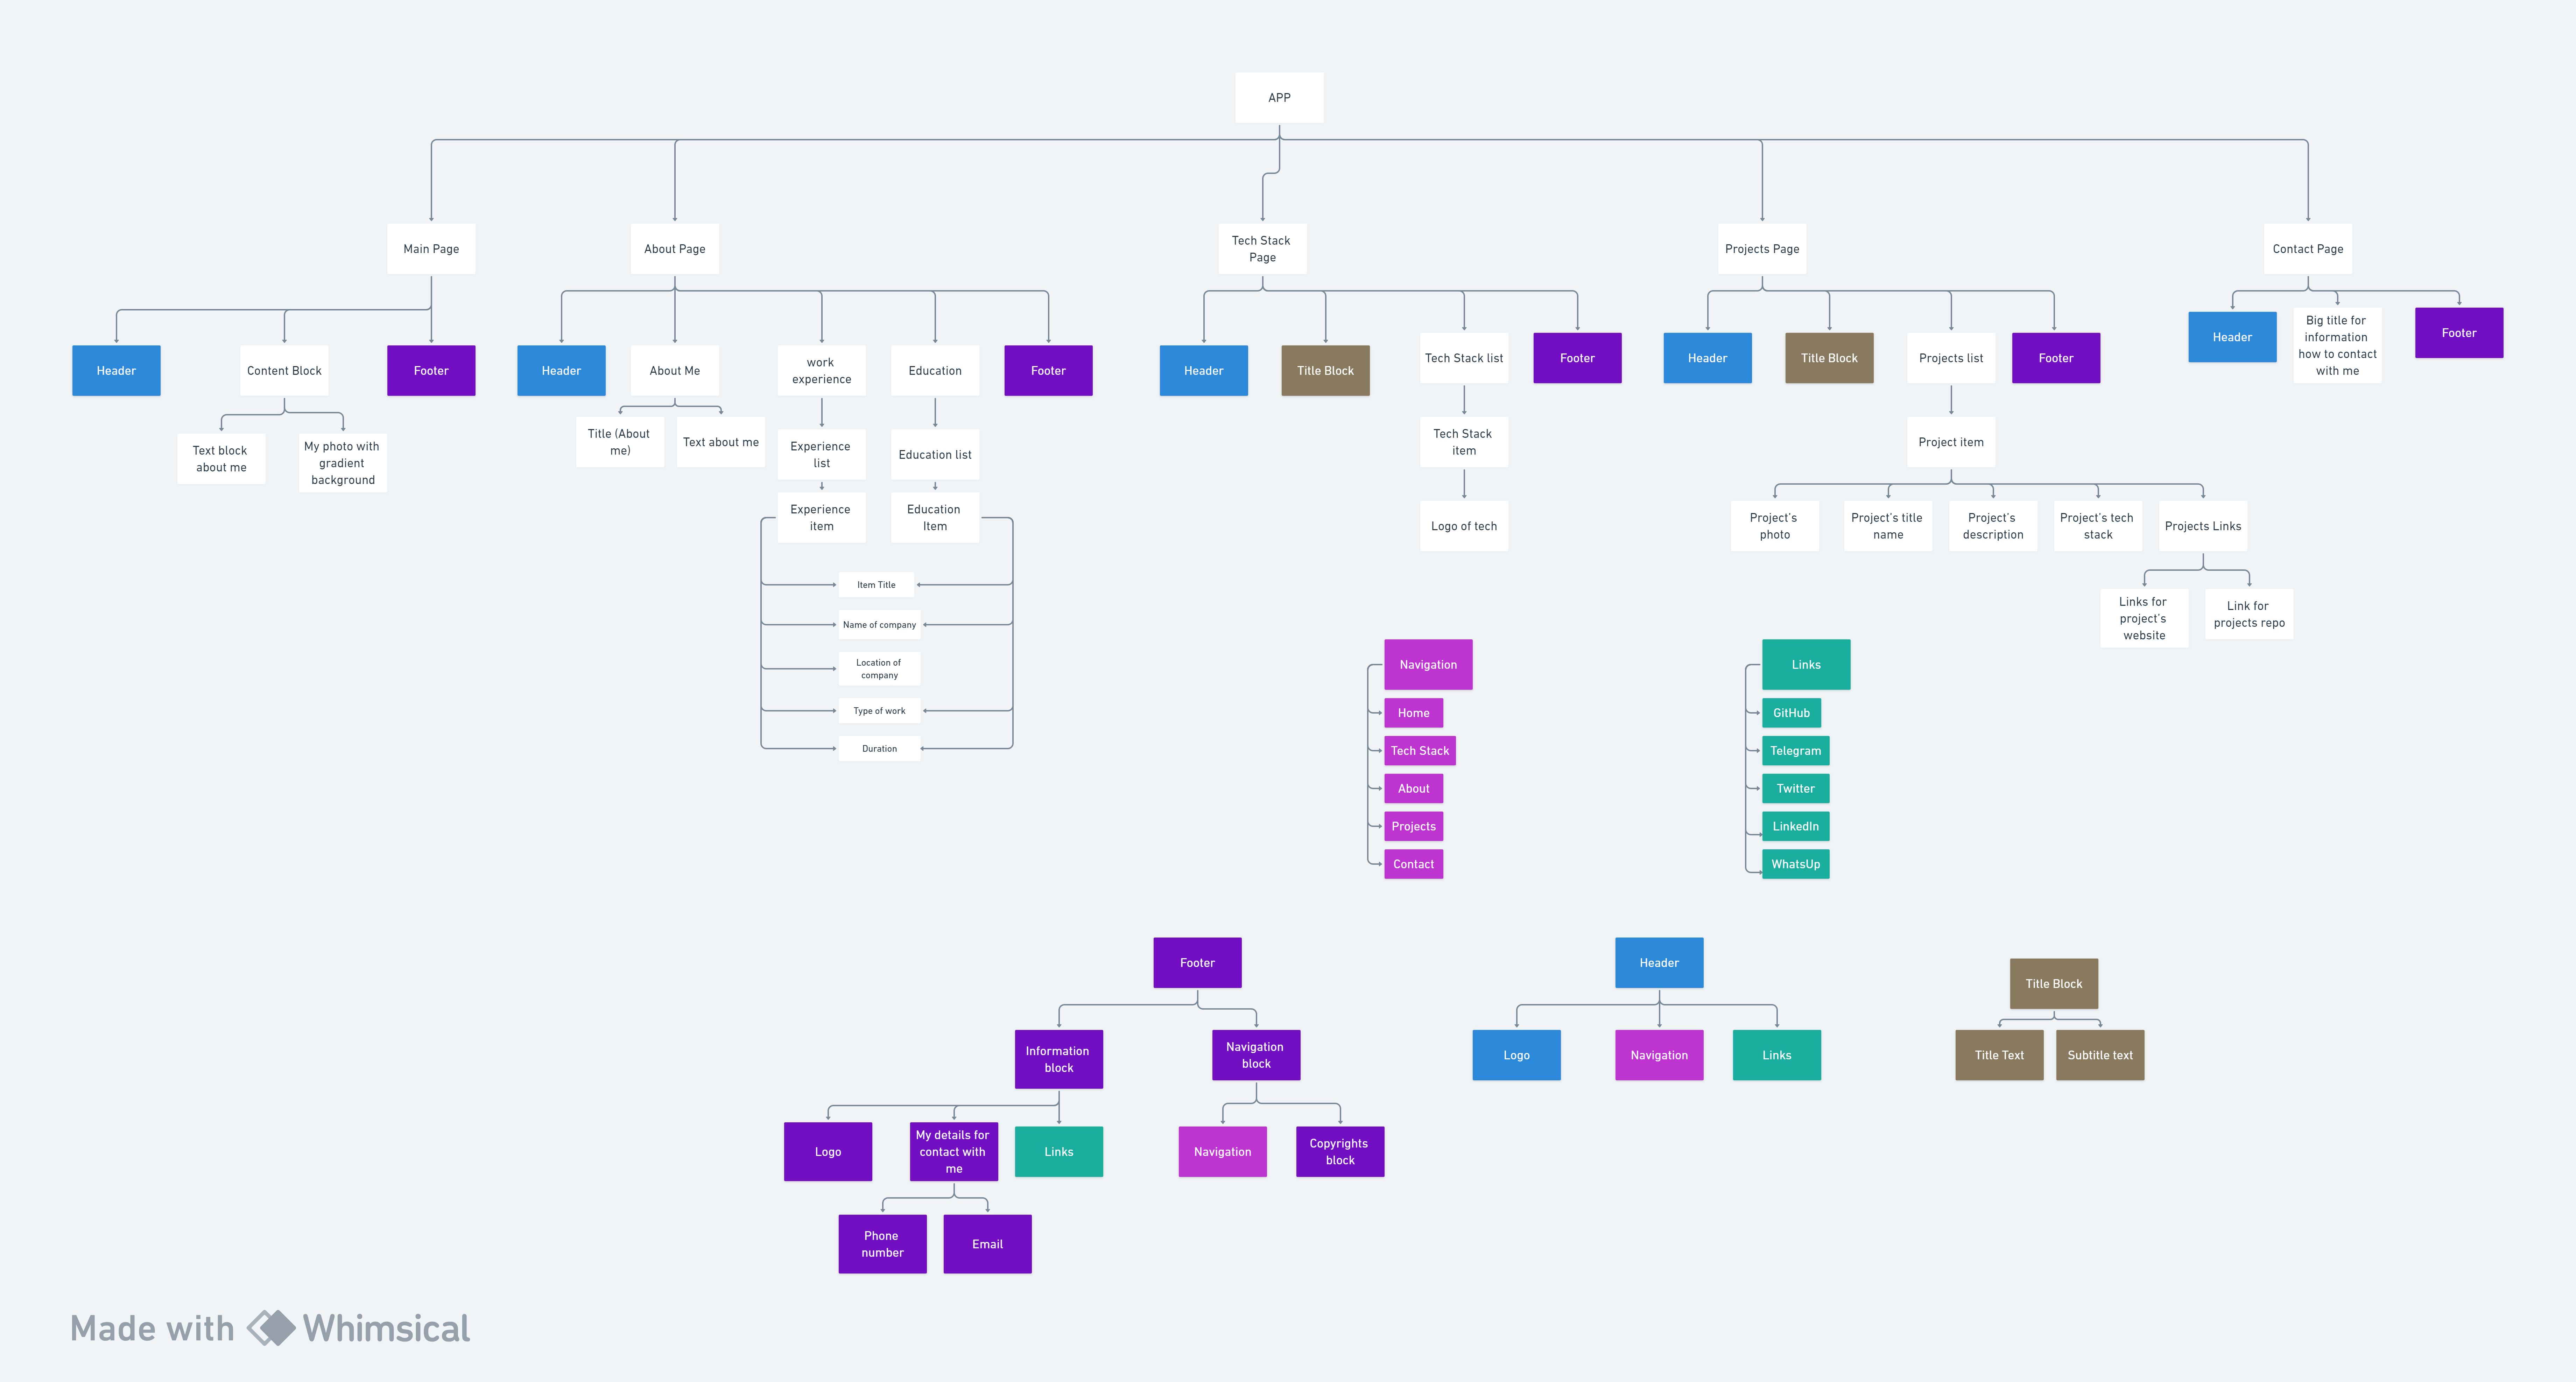 APP
Main Page
About Page
Tech Stack
Page
Projects Page
Contact Page
Header
Content Block
Footer
Header
About Me
work
experience
Education
Footer
Header
Title Block
Tech Stack list
Footer
Header
Title Block
Projects list
Footer
Header
Big title for
information
how to contact
with me
Footer
Text block
about me
My photo with
gradient
background
Title (About
me)
Text about me
Experience
list
Education list
Tech Stack
item
Project item
Experience
item
Education
Item
Logo of tech
Project's
photo
Project's title
name
Project's
description
Project's tech
stack
Projects Links
Item Title
Name of company
Location of
company
Type of work
Duration
Links for
project's
website
Link for
projects repo
Navigation
Home
Tech Stack
About
Projects
Contact
Links
GitHub
Telegram
Twitter
LinkedIn
WhatsUp
Footer
Information
block
Navigation
block
Logo
My details for
contact with
me
Links
Navigation
Copyrights
block
Phone
number
Email
Header
Logo
Navigation
Links
Title Block
Title Text
Subtitle text
Made with Whimsical